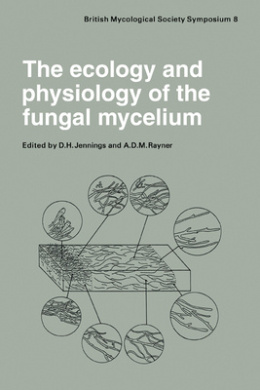 British Mycological Society Symposium 8
The ecology and
physiology of the
fungal mycelium
Edited by D.H. Jennings and A.D.M. Rayner